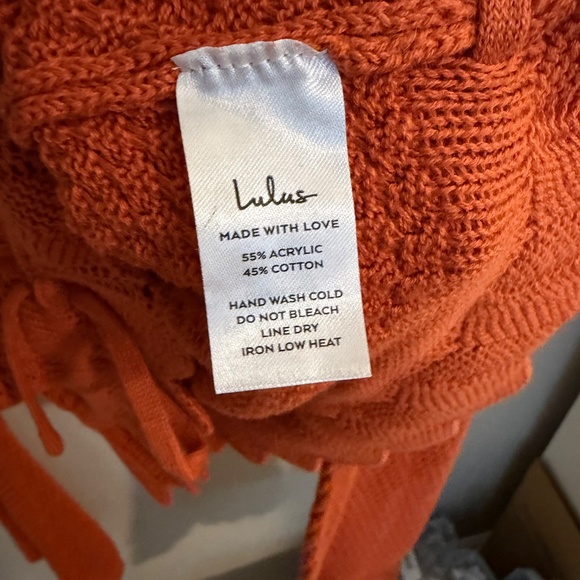 Lulus
MADE WITH LOVE
55% ACRYLIC
45% COTTON
HAND WASH COLD
DO NOT BLEACH
LINE DRY
IRON LOW HEAT